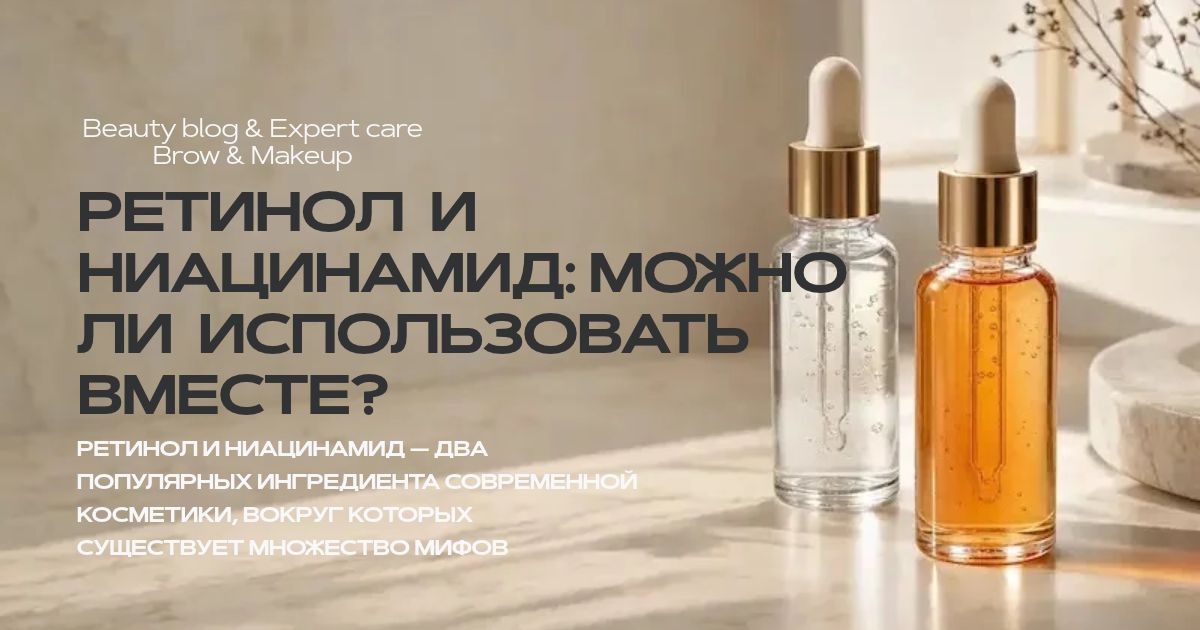 Beauty blog & Expert care
Brow & Makeup
РЕТИНОЛ И
НИАЦИНАМИД: МОЖНО
ЛИ ИСПОЛЬЗОВАТЬ
ВМЕСТЕ?
РЕТИНОЛ И НИАЦИНАМИД — ДВА
ПОПУЛЯРНЫХ ИНГРЕДИЕНТА СОВРЕМЕННОЙ
КОСМЕТИКИ, ВОКРУГ КОТОРЫХ
СУЩЕСТВУЕТ МНОЖЕСТВО МИФОВ